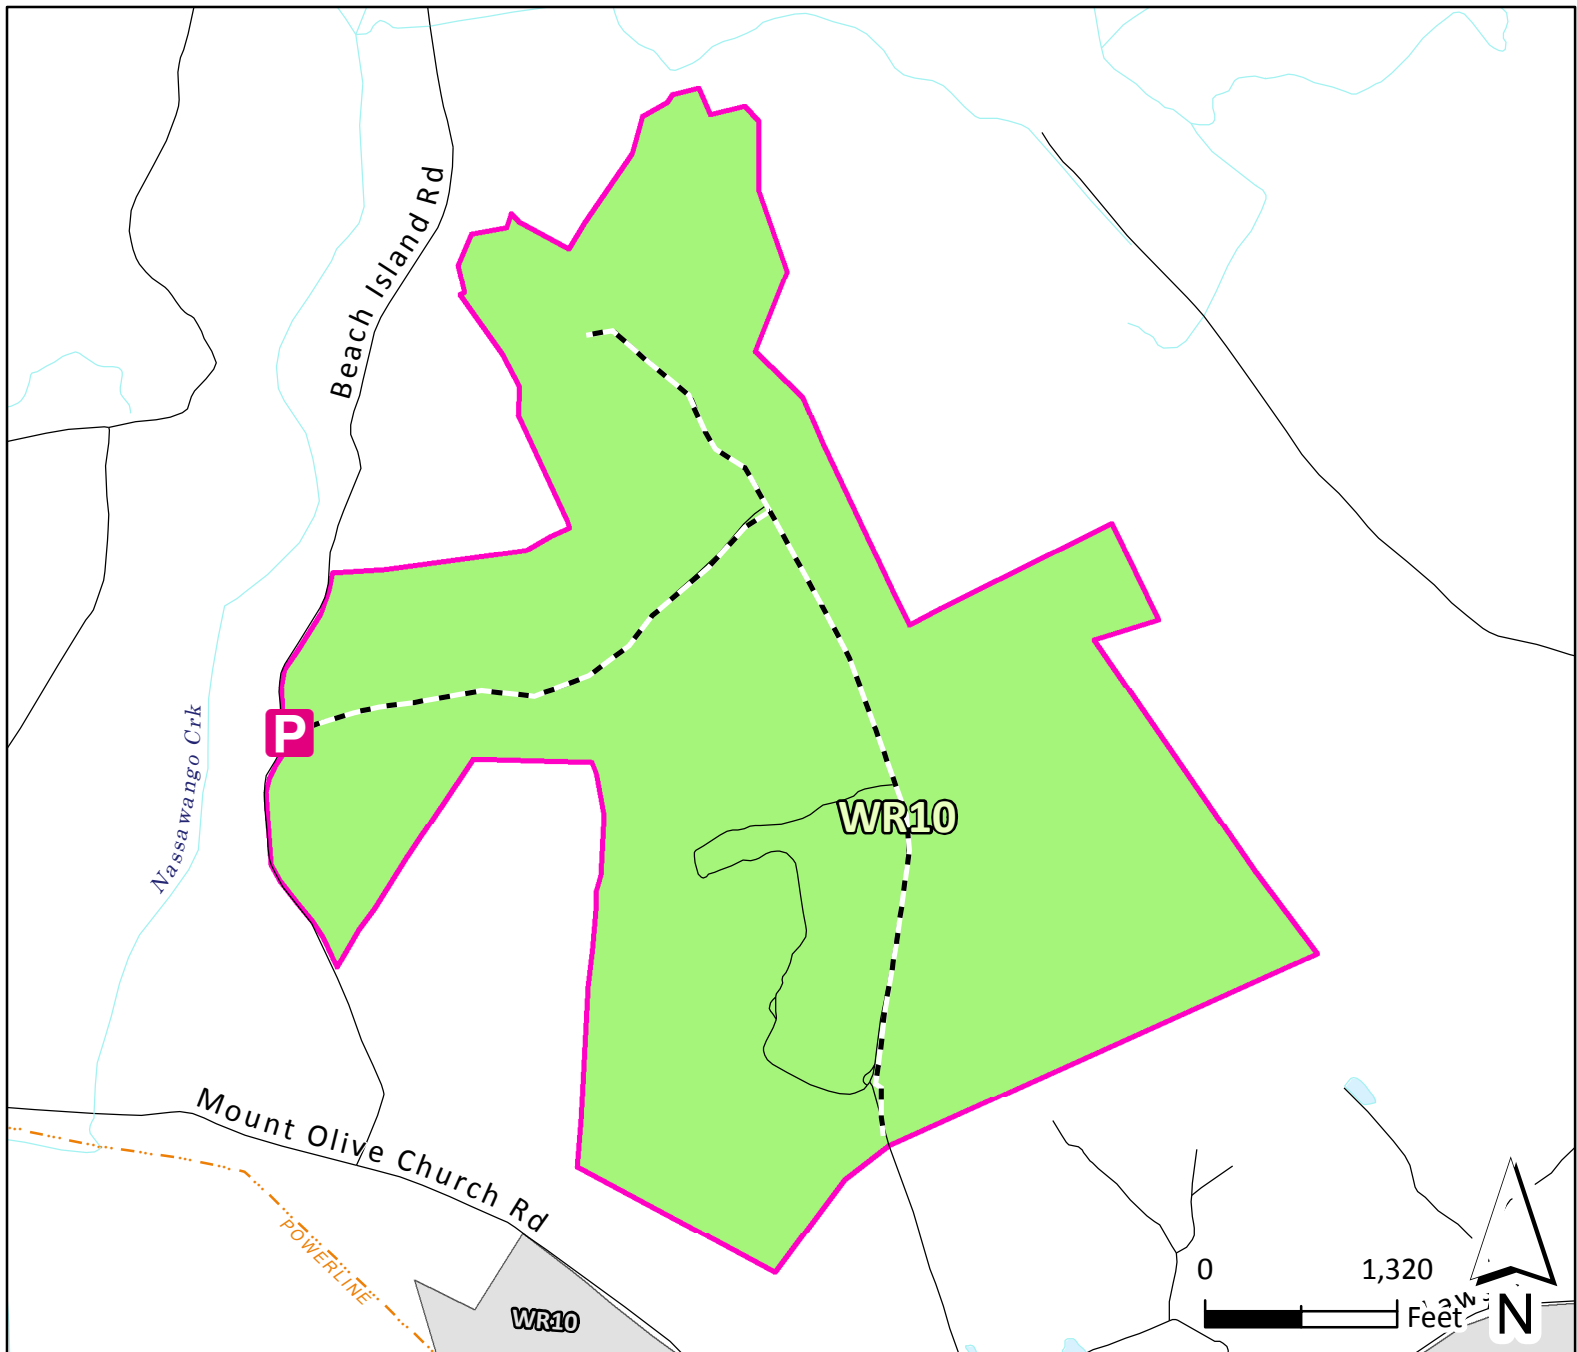 Beach Island Rd
P
Nassawango Crk
WR10
Mount Olive Church Rd
POWERLINE
WR10
0 1,320
Feet
N